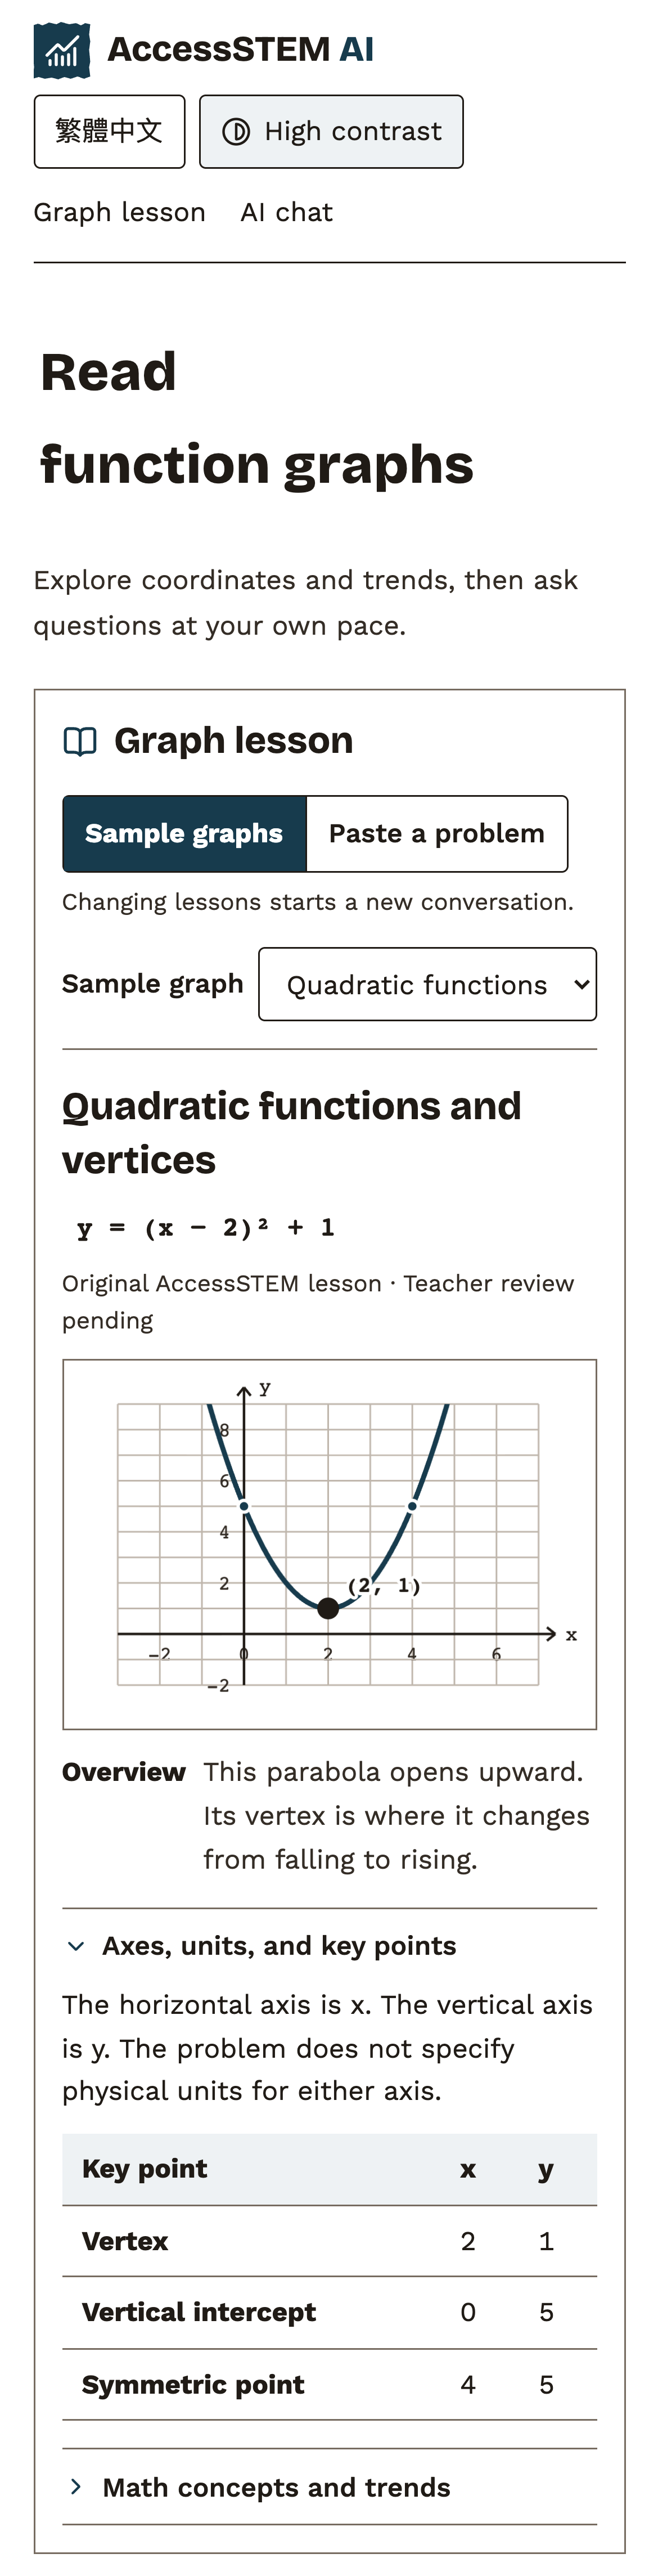 AccessSTEM AI
繁體中文
High contrast
Graph lesson
AI chat
Read
function graphs
Explore coordinates and trends, then ask
questions at your own pace.
Graph lesson
Sample graphs
Paste a problem
Changing lessons starts a new conversation.
Sample graph
Quadratic functions
Quadratic functions and
vertices
y = (x − 2)² + 1
Original AccessSTEM lesson · Teacher review
pending
y
8
6
4
2
(2, 1)
x
−2 0 2 4 6
−2
Overview
This parabola opens upward.
Its vertex is where it changes
from falling to rising.
Axes, units, and key points
The horizontal axis is x. The vertical axis
is y. The problem does not specify
physical units for either axis.
Key point x y
Vertex 2 1
Vertical intercept 0 5
Symmetric point 4 5
Math concepts and trends